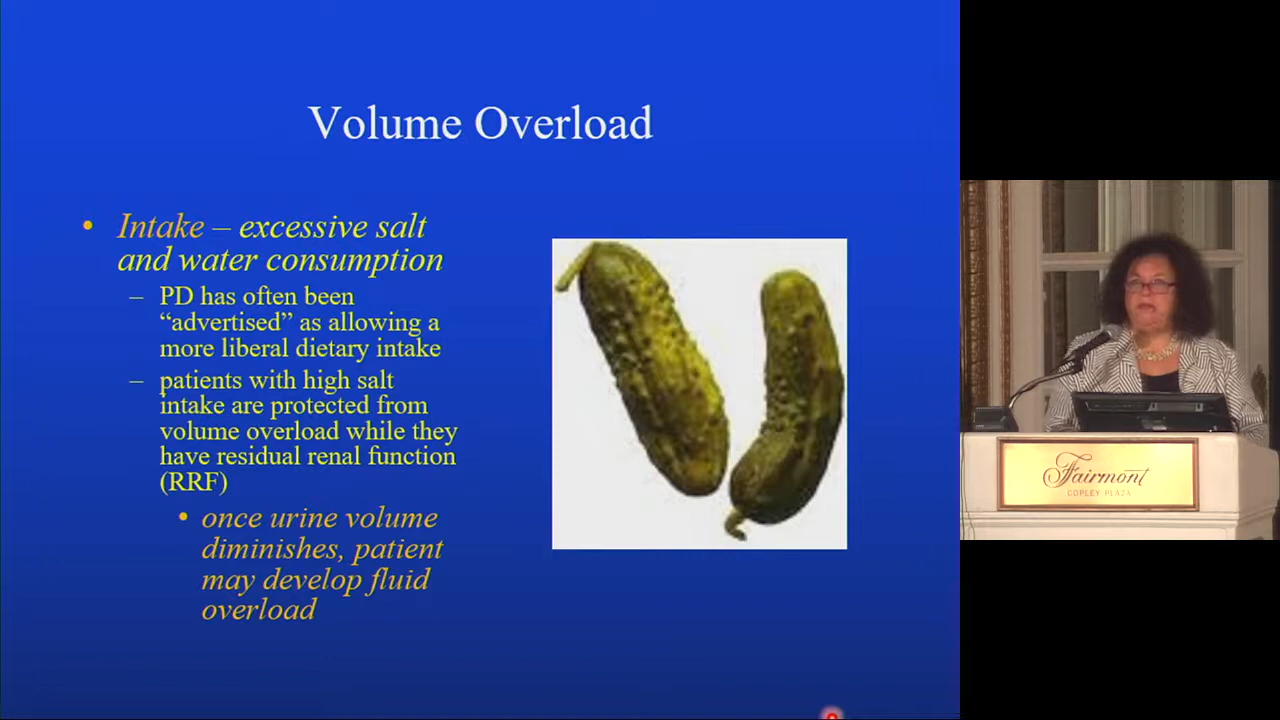 Volume Overload
• Intake – excessive salt
and water consumption
– PD has often been
“advertised” as allowing a
more liberal dietary intake
– patients with high salt
intake are protected from
volume overload while they
have residual renal function
(RRF)
• once urine volume
diminishes, patient
may develop fluid
overload
Fairmont
COPLEY PLAZA